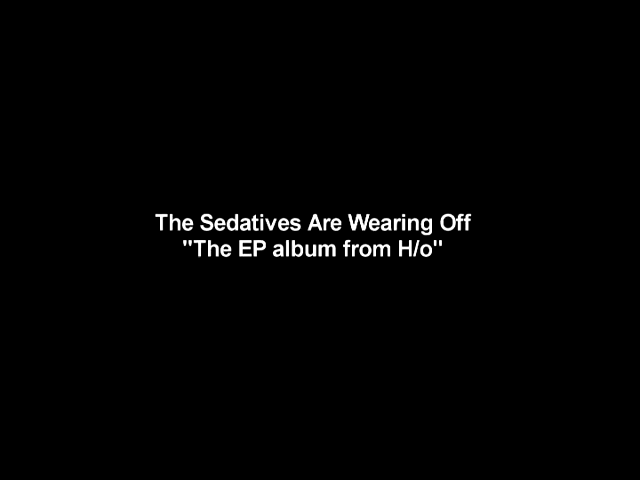 The Sedatives Are Wearing Off
"The EP album from H/o"